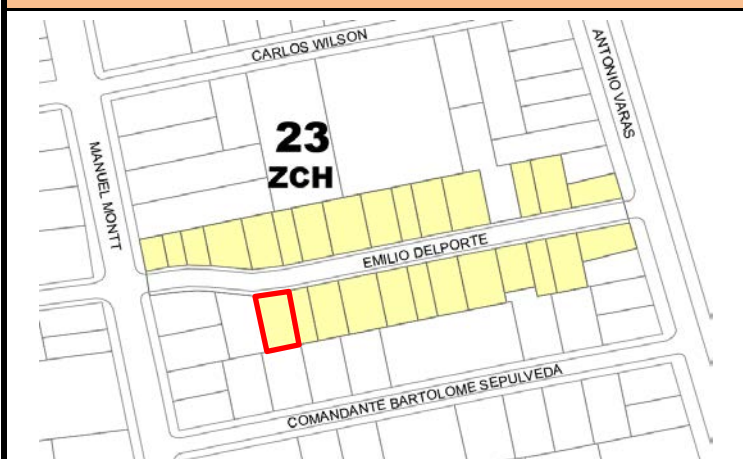 CARLOS WILSON
ANTONIO VARAS
MANUEL MONTT
23
ZCH
EMILIO DELPORTE
COMANDANTE BARTOLOME SEPULVEDA